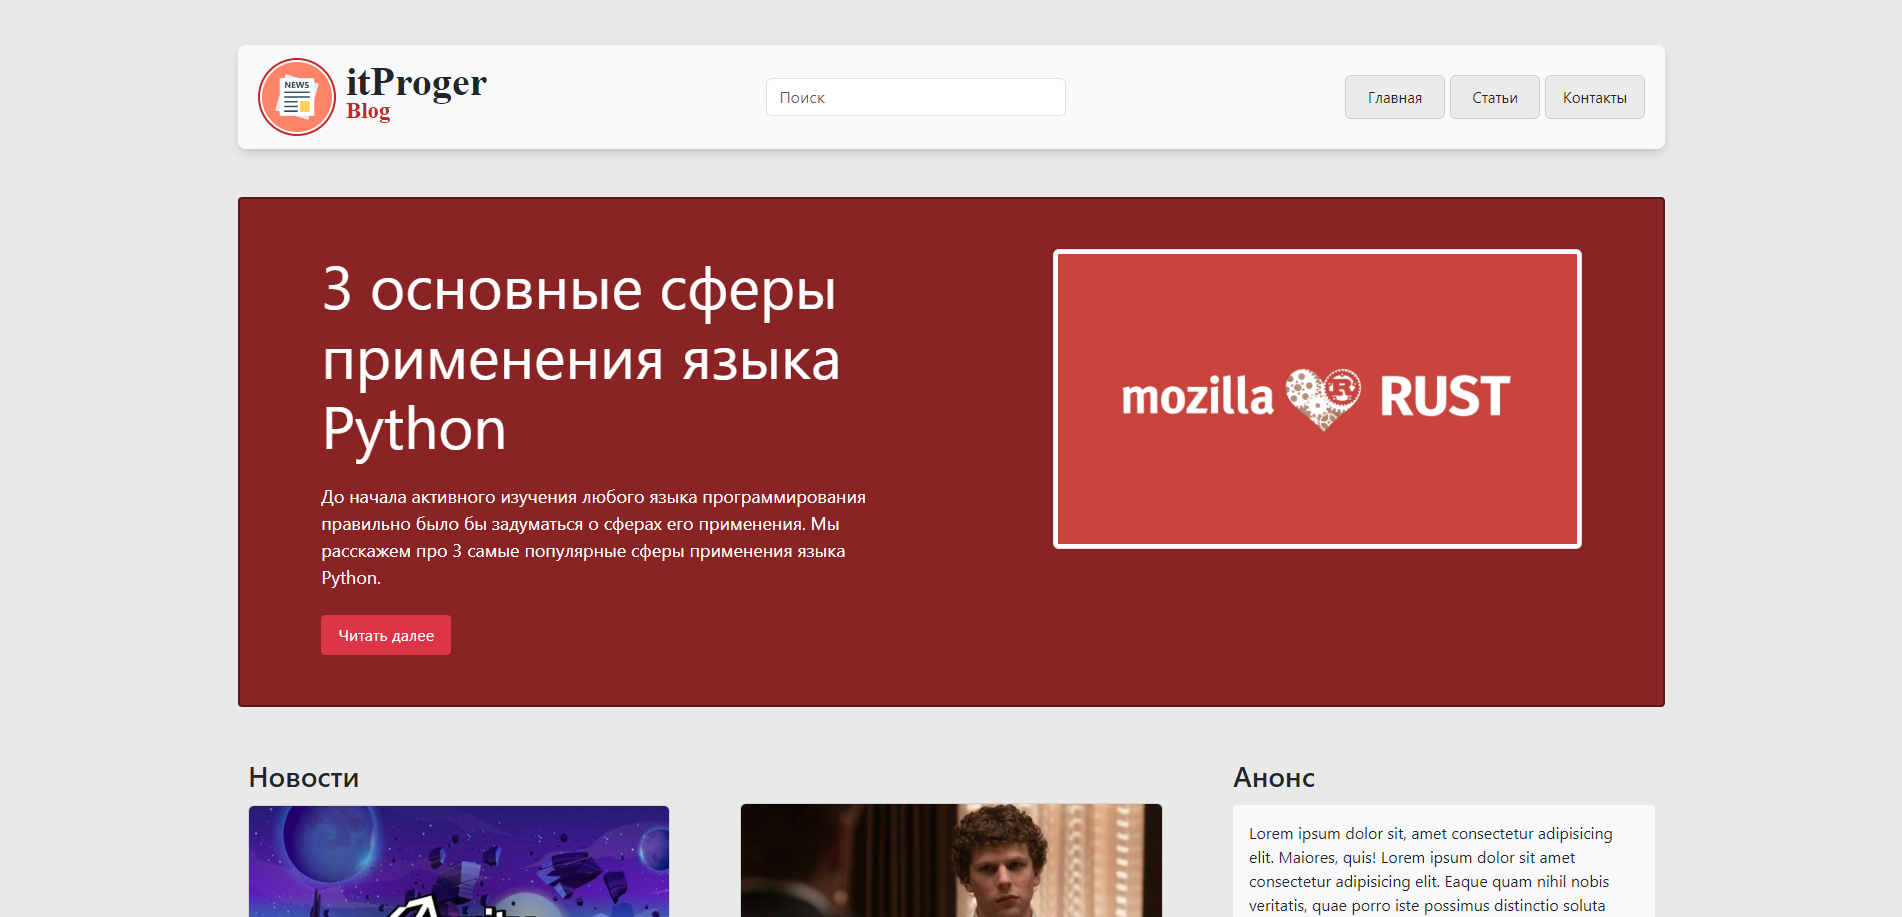 NEWS
itProger
Blog
Поиск
Главная
Статьи
Контакты
3 основные сферы
применения языка
Python
До начала активного изучения любого языка программирования
правильно было бы задуматься о сферах его применения. Мы
расскажем про 3 самые популярные сферы применения языка
Python.
Читать далее
mozilla R RUST
Новости
Анонс
Lorem ipsum dolor sit, amet consectetur adipisicing
elit. Maiores, quis! Lorem ipsum dolor sit amet
consectetur adipisicing elit. Eaque quam nihil nobis
veritatis, quae porro iste possimus distinctio soluta